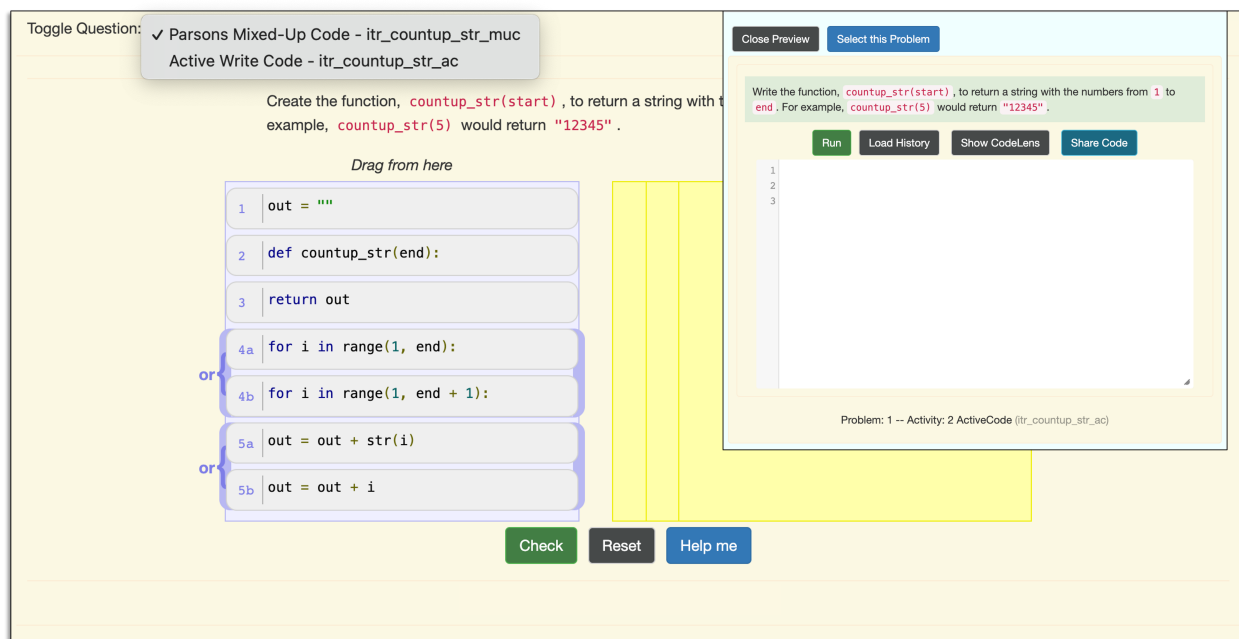 Toggle Question:
✓ Parsons Mixed-Up Code - itr_countup_str_muc
Active Write Code - itr_countup_str_ac
Create the function, countup_str(start) , to return a string with
example, countup_str(5) would return "12345" .
Drag from here
1 out = ""
2 def countup_str(end):
3 return out
or
4a for i in range(1, end):
4b for i in range(1, end + 1):
or
5a out = out + str(i)
5b out = out + i
Check Reset Help me
Close Preview Select this Problem
Write the function, countup_str(start) , to return a string with the numbers from 1 to
end . For example, countup_str(5) would return "12345" .
Run Load History Show CodeLens Share Code
1
2
3
Problem: 1 -- Activity: 2 ActiveCode (itr_countup_str_ac)